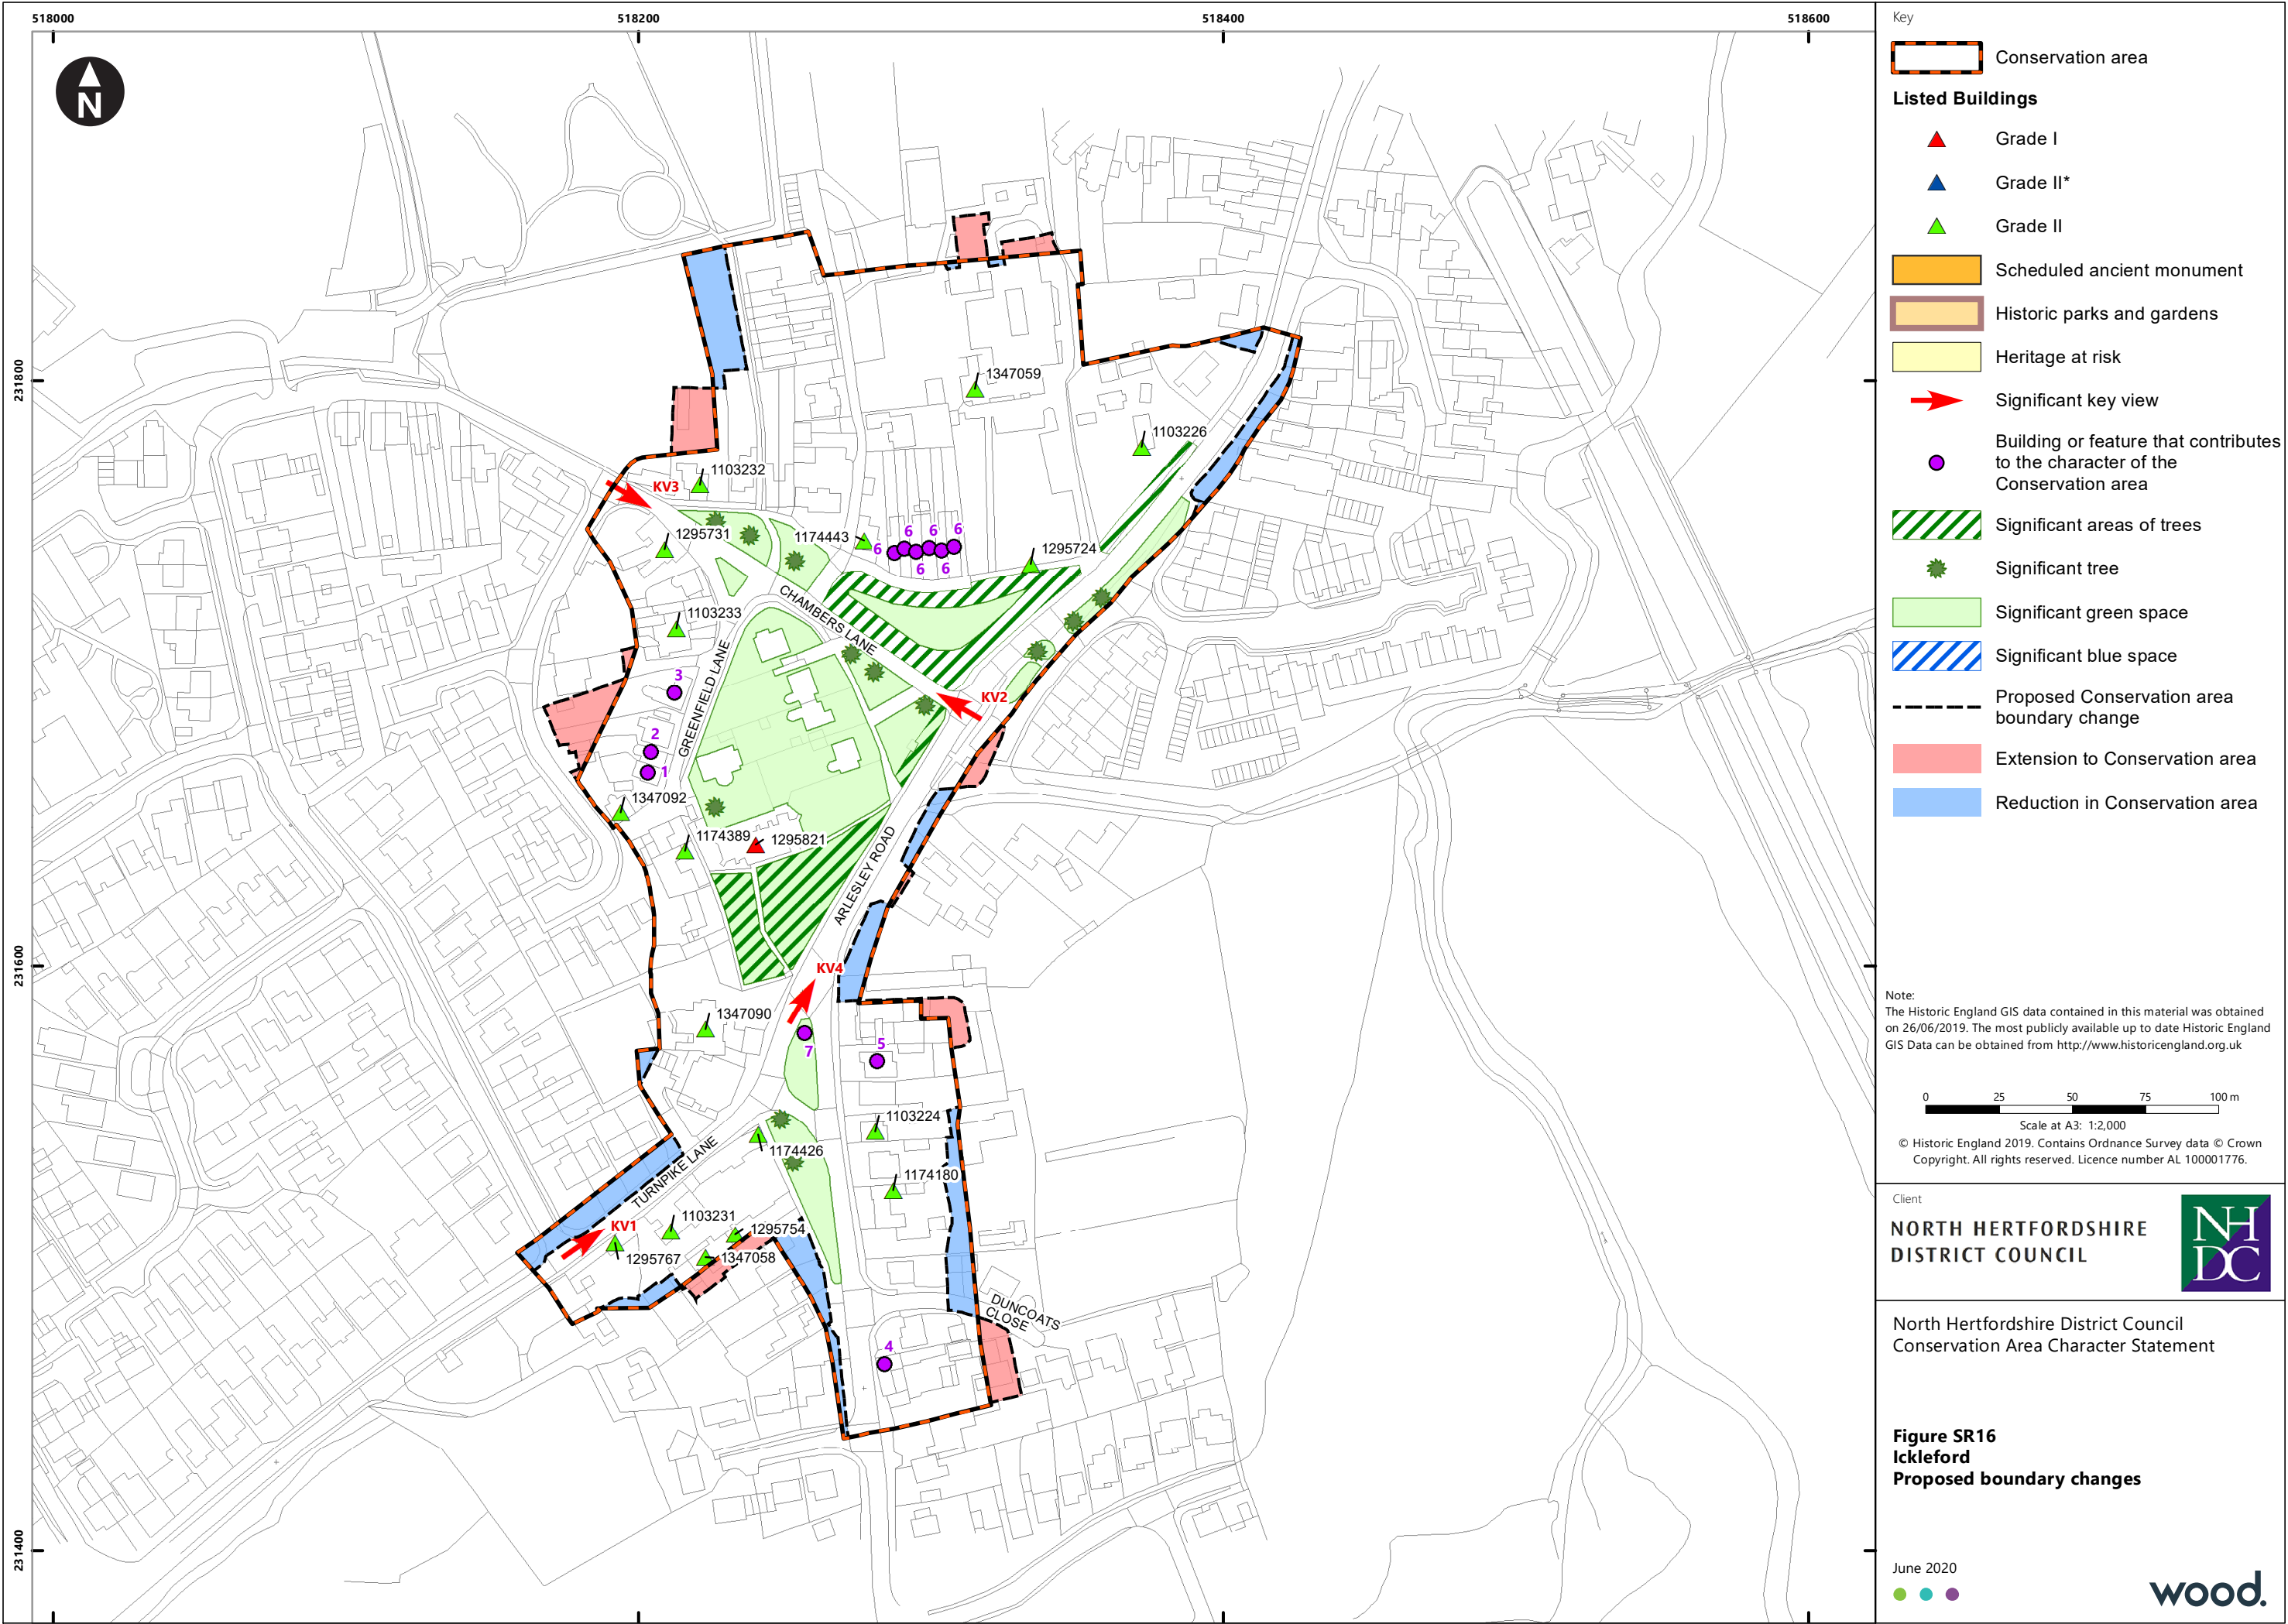 518000
518200
518400
518600
231800
231600
231400
N
1347059
1103226
1103232
KV3
1295731
1174443
6
6
6
6
6
6
1295724
CHAMBERS LANE
1103233
GREENFIELD LANE
3
KV2
2
1
1347092
1174389
1295821
ARLESLEY ROAD
KV4
1347090
7
5
1103224
1174426
TURNPIKE LANE
1174180
KV1
1103231
1295754
1295767
1347058
DUNCOATS
CLOSE
4
Key
Conservation area
Listed Buildings
Grade I
Grade II*
Grade II
Scheduled ancient monument
Historic parks and gardens
Heritage at risk
Significant key view
Building or feature that contributes
to the character of the
Conservation area
Significant areas of trees
Significant tree
Significant green space
Significant blue space
Proposed Conservation area
boundary change
Extension to Conservation area
Reduction in Conservation area
Note:
The Historic England GIS data contained in this material was obtained
on 26/06/2019. The most publicly available up to date Historic England
GIS Data can be obtained from http://www.historicengland.org.uk
0 25 50 75 100 m
Scale at A3: 1:2,000
© Historic England 2019. Contains Ordnance Survey data © Crown
Copyright. All rights reserved. Licence number AL 100001776.
Client
NORTH HERTFORDSHIRE
DISTRICT COUNCIL
NH
DC
North Hertfordshire District Council
Conservation Area Character Statement
Figure SR16
Ickleford
Proposed boundary changes
June 2020
wood.